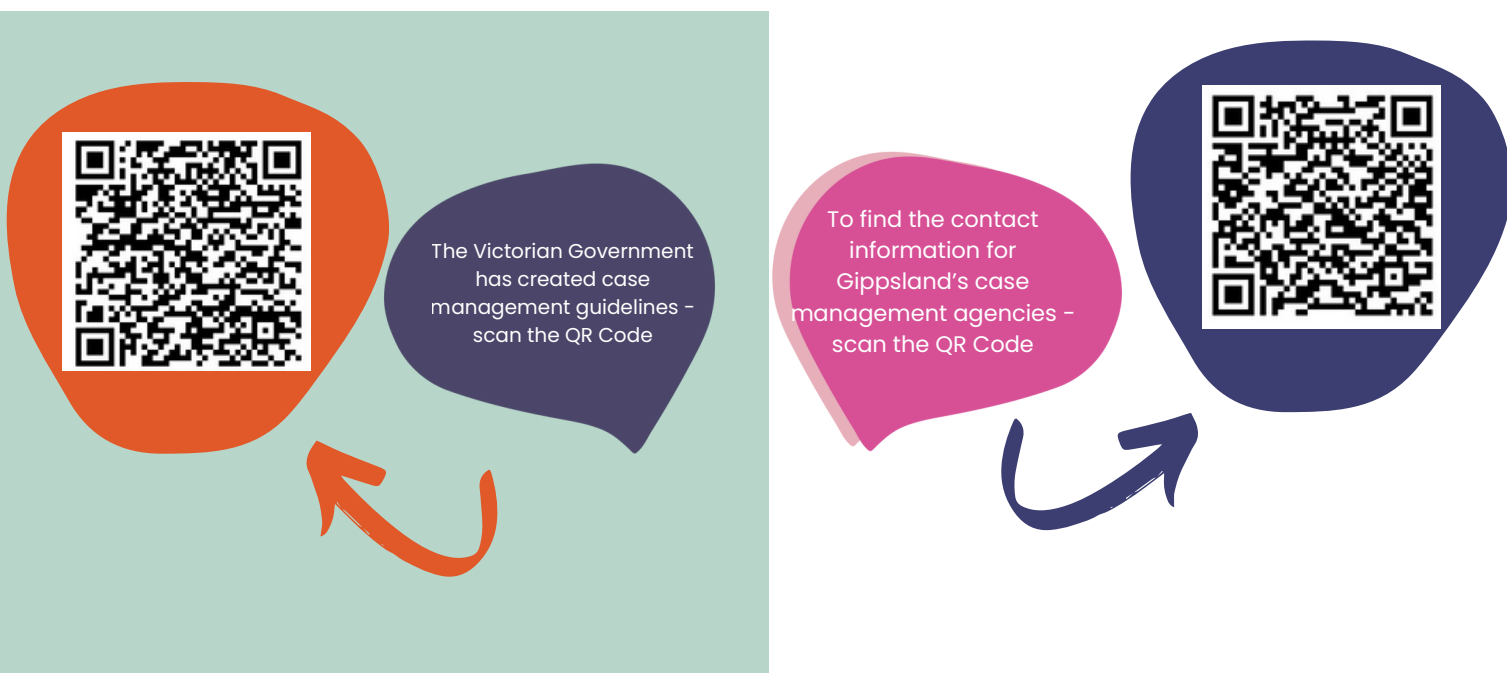 The Victorian Government
has created case
management guidelines -
scan the QR Code
To find the contact
information for
Gippsland’s case
management agencies -
scan the QR Code